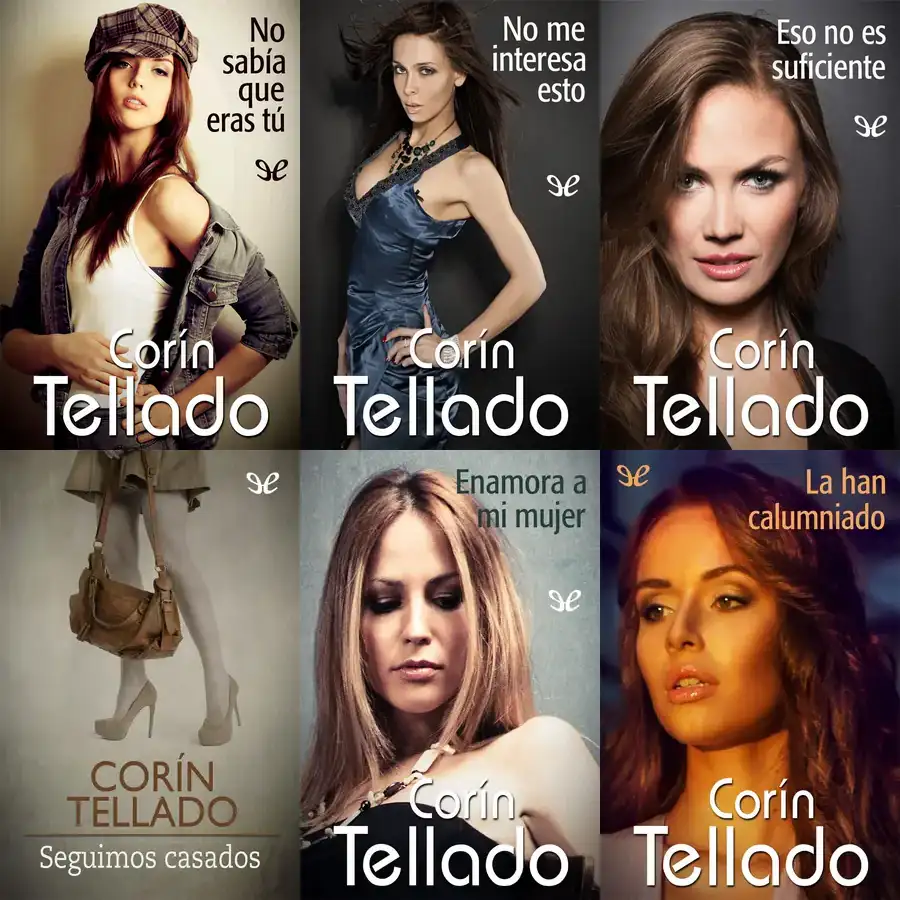 No
sabía
que
eras tú
Corín
Tellado
No me
interesa
esto
Corín
Tellado
Eso no es
suficiente
Corín
Tellado
CORÍN
TELLADO
Seguimos casados
Enamora a
mi mujer
Corín
Tellado
La han
calumniado
Corín
Tellado